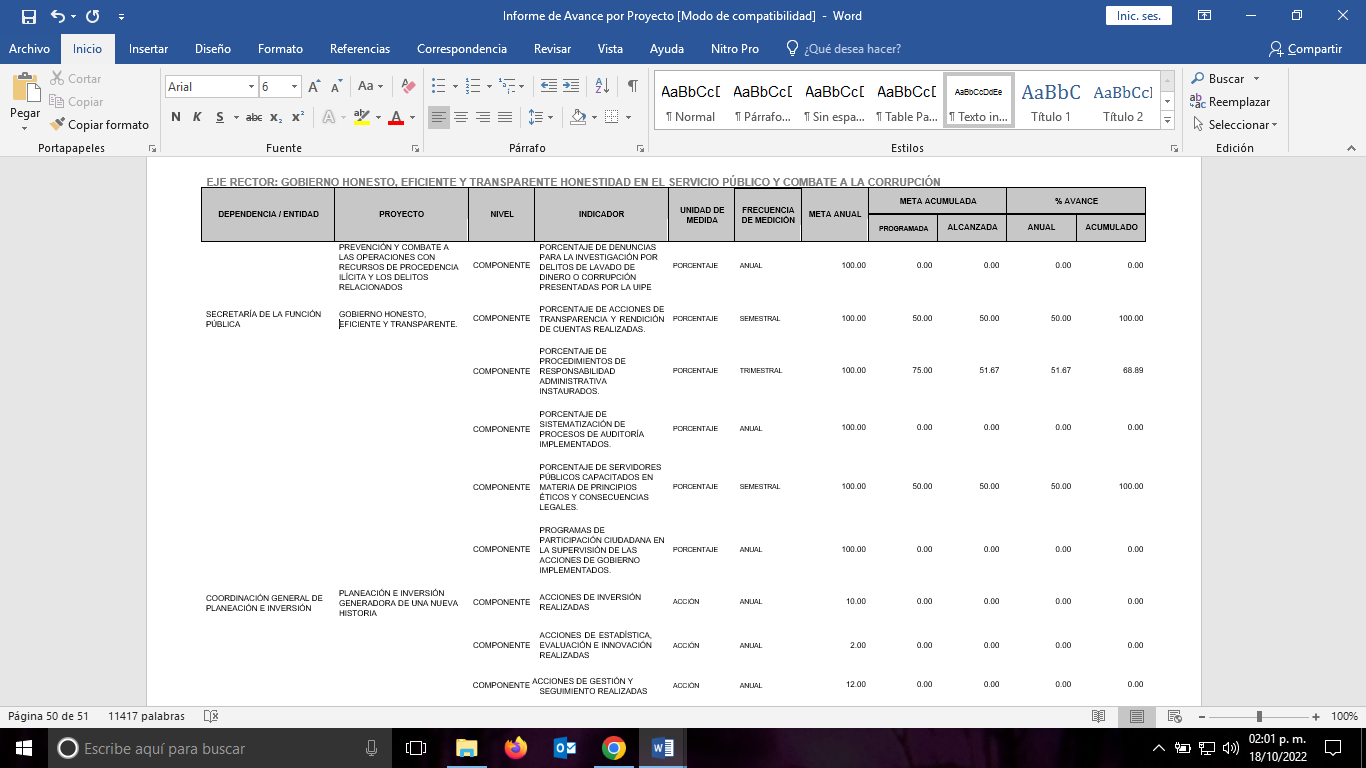 Informe de Avance por Proyecto [Modo de compatibilidad] - Word
Inic. ses.
Archivo Inicio Insertar Diseño Formato Referencias Correspondencia Revisar Vista Ayuda Nitro Pro ¿Qué desea hacer? Compartir
Pegar
Cortar
Copiar
Copiar formato
Portapapeles
Arial 6
Aa
N K S abc x₂ x²
A A
Fuente
Párrafo
AaBbCcD AaBbCcD AaBbCcD AaBbCcD AaBbCcDdEe AaBbC AaBbCcI
¶ Normal ¶ Párrafo... ¶ Sin espa... ¶ Table Pa... ¶ Texto in... Título 1 Título 2
Estilos
Buscar
Reemplazar
Seleccionar
Edición
EJE RECTOR: GOBIERNO HONESTO, EFICIENTE Y TRANSPARENTE HONESTIDAD EN EL SERVICIO PÚBLICO Y COMBATE A LA CORRUPCIÓN
DEPENDENCIA / ENTIDAD
PROYECTO
NIVEL
INDICADOR
UNIDAD DE
MEDIDA
FRECUENCIA
DE MEDICIÓN
META ANUAL
META ACUMULADA
PROGRAMADA ALCANZADA
% AVANCE
ANUAL ACUMULADO
PREVENCIÓN Y COMBATE A
LAS OPERACIONES CON
RECURSOS DE PROCEDENCIA
ILÍCITA Y LOS DELITOS
RELACIONADOS
COMPONENTE
PORCENTAJE DE DENUNCIAS
PARA LA INVESTIGACIÓN POR
DELITOS DE LAVADO DE
DINERO O CORRUPCIÓN
PRESENTADAS POR LA UIPE
PORCENTAJE ANUAL 100.00 0.00 0.00 0.00 0.00
SECRETARÍA DE LA FUNCIÓN
PÚBLICA
GOBIERNO HONESTO,
EFICIENTE Y TRANSPARENTE.
COMPONENTE
PORCENTAJE DE ACCIONES DE
TRANSPARENCIA Y RENDICIÓN
DE CUENTAS REALIZADAS.
PORCENTAJE SEMESTRAL 100.00 50.00 50.00 50.00 100.00
COMPONENTE
PORCENTAJE DE
PROCEDIMIENTOS DE
RESPONSABILIDAD
ADMINISTRATIVA
INSTAURADOS.
PORCENTAJE TRIMESTRAL 100.00 75.00 51.67 51.67 68.89
COMPONENTE
PORCENTAJE DE
SISTEMATIZACIÓN DE
PROCESOS DE AUDITORÍA
IMPLEMENTADOS.
PORCENTAJE ANUAL 100.00 0.00 0.00 0.00 0.00
COMPONENTE
PORCENTAJE DE SERVIDORES
PÚBLICOS CAPACITADOS EN
MATERIA DE PRINCIPIOS
ÉTICOS Y CONSECUENCIAS
LEGALES.
PORCENTAJE SEMESTRAL 100.00 50.00 50.00 50.00 100.00
COMPONENTE
PROGRAMAS DE
PARTICIPACIÓN CIUDADANA EN
LA SUPERVISIÓN DE LAS
ACCIONES DE GOBIERNO
IMPLEMENTADOS.
PORCENTAJE ANUAL 100.00 0.00 0.00 0.00 0.00
COORDINACIÓN GENERAL DE
PLANEACIÓN E INVERSIÓN
PLANEACIÓN E INVERSIÓN
GENERADORA DE UNA NUEVA
HISTORIA
COMPONENTE
ACCIONES DE INVERSIÓN
REALIZADAS
ACCIÓN ANUAL 10.00 0.00 0.00 0.00 0.00
COMPONENTE
ACCIONES DE ESTADÍSTICA,
EVALUACIÓN E INNOVACIÓN
REALIZADAS
ACCIÓN ANUAL 2.00 0.00 0.00 0.00 0.00
COMPONENTE
ACCIONES DE GESTIÓN Y
SEGUIMIENTO REALIZADAS
ACCIÓN ANUAL 12.00 0.00 0.00 0.00 0.00
Página 50 de 51 11417 palabras
100%
Escribe aquí para buscar
02:01 p. m.
18/10/2022